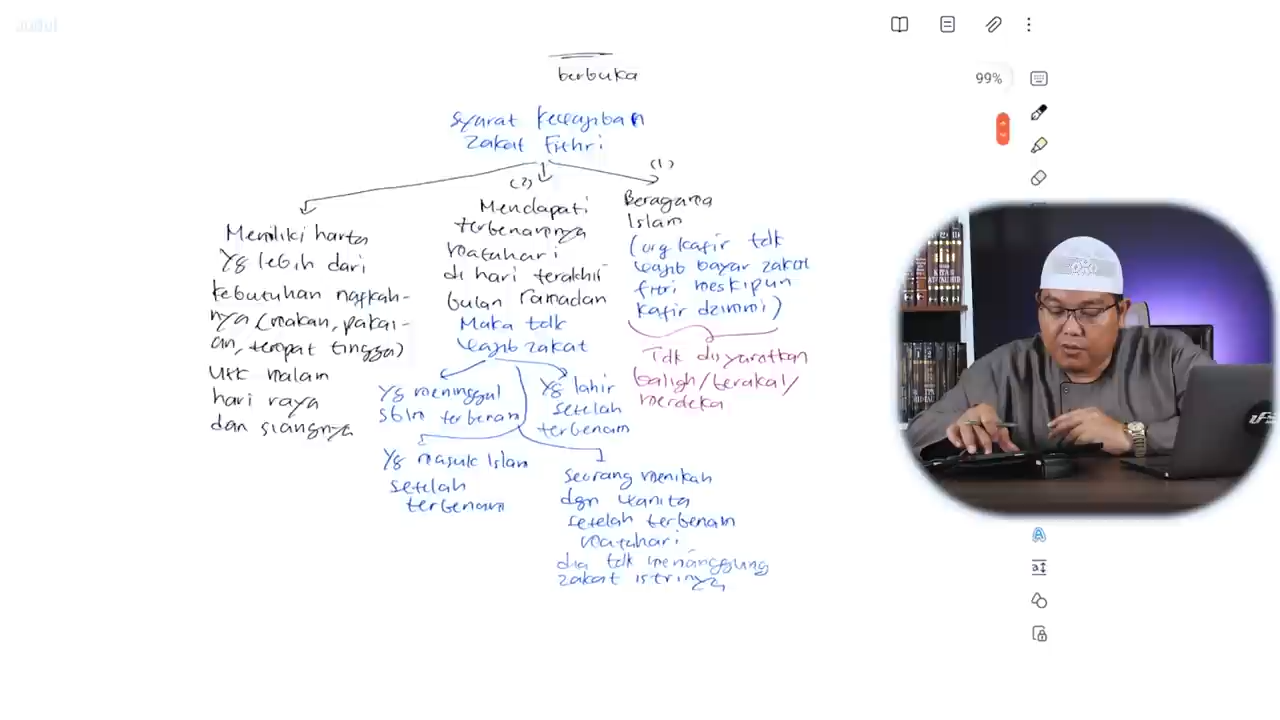 Judul
berbuka
99%
Syarat kewajiban
zakat Fithri
(1)
Beragama
Islam
(org kafir tdk
wajib bayar zakat
fitri meskipun
kafir dzimmi)
Tdk disyaratkan
baligh/berakal/
merdeka
(2)
Mendapati
terbenamnya
matahari
di hari terakhir
bulan Ramadan
Maka tdk
wajib zakat
Yg meninggal
sblm terbenam
Yg lahir
setelah
terbenam
Yg masuk Islam
setelah
terbenam
Seorang menikah
dgn wanita
setelah terbenam
matahari
dia tdk menanggung
zakat istrinya
Memiliki harta
Yg lebih dari
kebutuhan nafkah-
nya (makan, pakai-
an, tempat tinggal)
utk malam
hari raya
dan siangnya